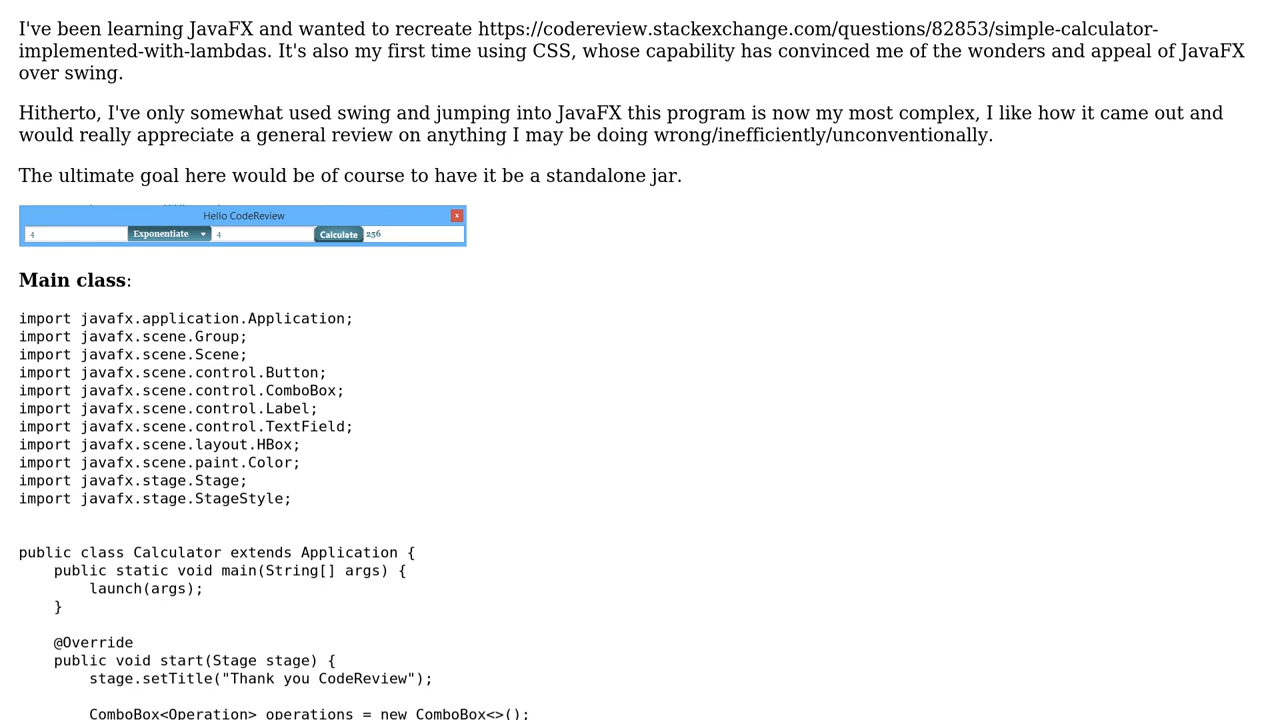 I've been learning JavaFX and wanted to recreate https://codereview.stackexchange.com/questions/82853/simple-calculator-
implemented-with-lambdas. It's also my first time using CSS, whose capability has convinced me of the wonders and appeal of JavaFX
over swing.
Hitherto, I've only somewhat used swing and jumping into JavaFX this program is now my most complex, I like how it came out and
would really appreciate a general review on anything I may be doing wrong/inefficiently/unconventionally.
The ultimate goal here would be of course to have it be a standalone jar.
Hello CodeReview x
4 Exponentiate 4 Calculate 256
Main class:
import javafx.application.Application;
import javafx.scene.Group;
import javafx.scene.Scene;
import javafx.scene.control.Button;
import javafx.scene.control.ComboBox;
import javafx.scene.control.Label;
import javafx.scene.control.TextField;
import javafx.scene.layout.HBox;
import javafx.scene.paint.Color;
import javafx.stage.Stage;
import javafx.stage.StageStyle;
public class Calculator extends Application {
    public static void main(String[] args) {
        launch(args);
    }
    @Override
    public void start(Stage stage) {
        stage.setTitle("Thank you CodeReview");
        ComboBox<Operation> operations = new ComboBox<>();